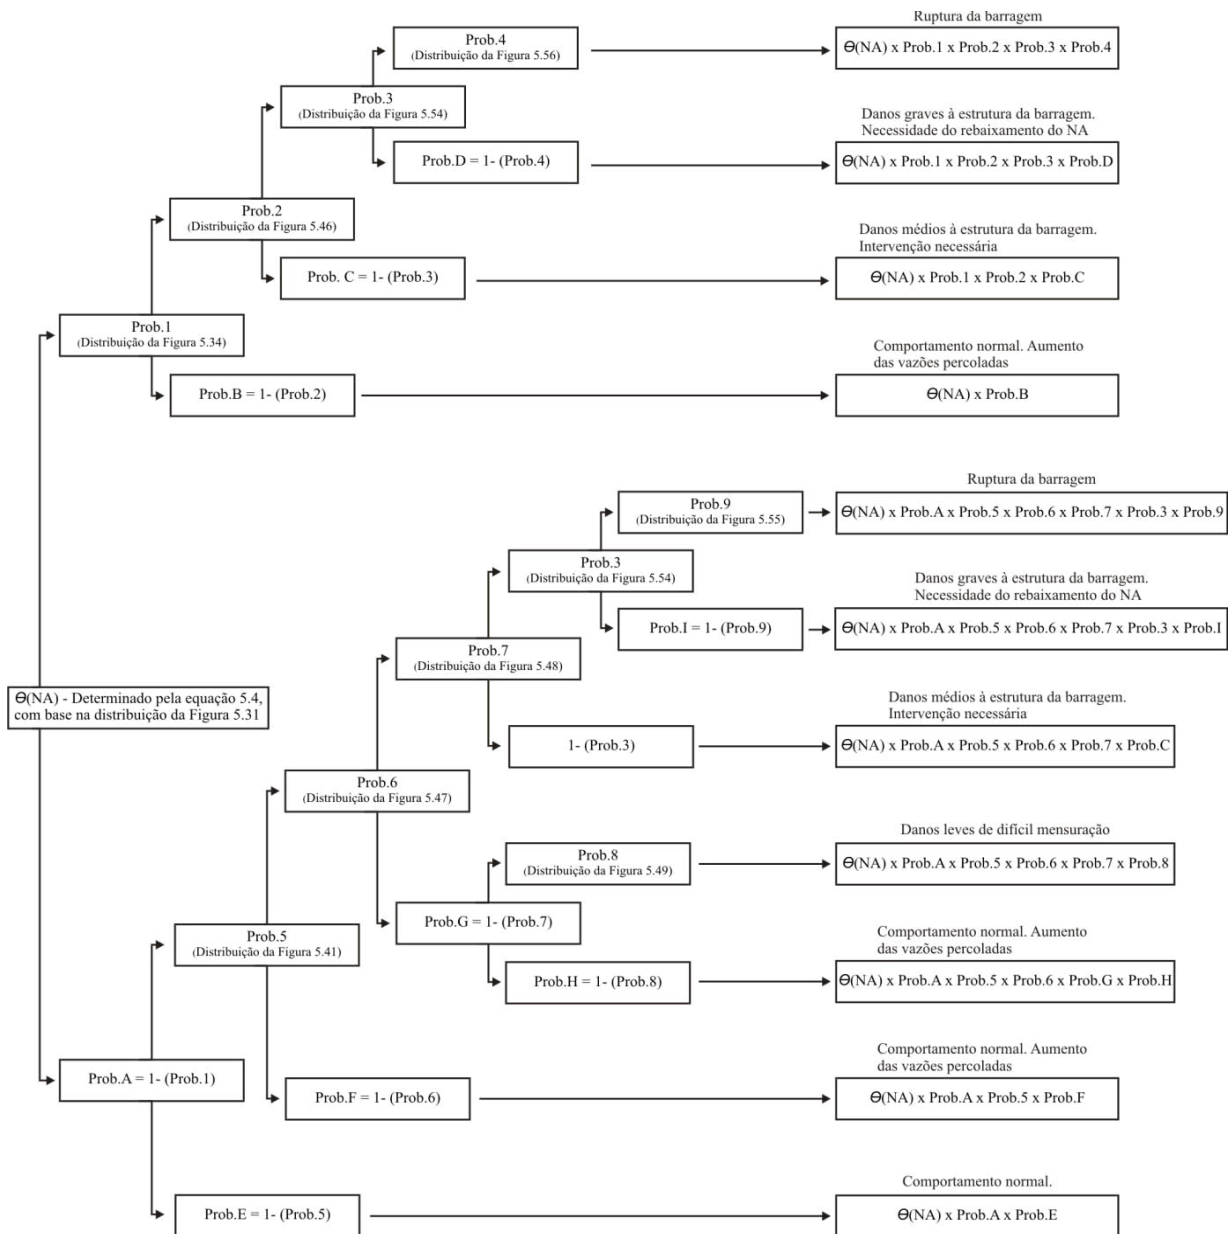 Ruptura da barragem
Prob.4
(Distribuição da Figura 5.56)
Ɵ(NA) x Prob.1 x Prob.2 x Prob.3 x Prob.4
Prob.3
(Distribuição da Figura 5.54)
Danos graves à estrutura da barragem.
Necessidade do rebaixamento do NA
Prob.D = 1- (Prob.4)
Ɵ(NA) x Prob.1 x Prob.2 x Prob.3 x Prob.D
Prob.2
(Distribuição da Figura 5.46)
Danos médios à estrutura da barragem.
Intervenção necessária
Prob. C = 1- (Prob.3)
Ɵ(NA) x Prob.1 x Prob.2 x Prob.C
Prob.1
(Distribuição da Figura 5.34)
Comportamento normal. Aumento
das vazões percoladas
Prob.B = 1- (Prob.2)
Ɵ(NA) x Prob.B
Ruptura da barragem
Prob.9
(Distribuição da Figura 5.55)
Ɵ(NA) x Prob.A x Prob.5 x Prob.6 x Prob.7 x Prob.3 x Prob.9
Prob.3
(Distribuição da Figura 5.54)
Danos graves à estrutura da barragem.
Necessidade do rebaixamento do NA
Prob.I = 1- (Prob.9)
Ɵ(NA) x Prob.A x Prob.5 x Prob.6 x Prob.7 x Prob.3 x Prob.I
Prob.7
(Distribuição da Figura 5.48)
Ɵ(NA) - Determinado pela equação 5.4,
com base na distribuição da Figura 5.31
Danos médios à estrutura da barragem.
Intervenção necessária
1- (Prob.3)
Ɵ(NA) x Prob.A x Prob.5 x Prob.6 x Prob.7 x Prob.C
Prob.6
(Distribuição da Figura 5.47)
Danos leves de difícil mensuração
Prob.8
(Distribuição da Figura 5.49)
Ɵ(NA) x Prob.A x Prob.5 x Prob.6 x Prob.7 x Prob.8
Prob.G = 1- (Prob.7)
Prob.5
(Distribuição da Figura 5.41)
Comportamento normal. Aumento
das vazões percoladas
Prob.H = 1- (Prob.8)
Ɵ(NA) x Prob.A x Prob.5 x Prob.6 x Prob.G x Prob.H
Comportamento normal. Aumento
das vazões percoladas
Prob.A = 1- (Prob.1)
Prob.F = 1- (Prob.6)
Ɵ(NA) x Prob.A x Prob.5 x Prob.F
Comportamento normal.
Prob.E = 1- (Prob.5)
Ɵ(NA) x Prob.A x Prob.E